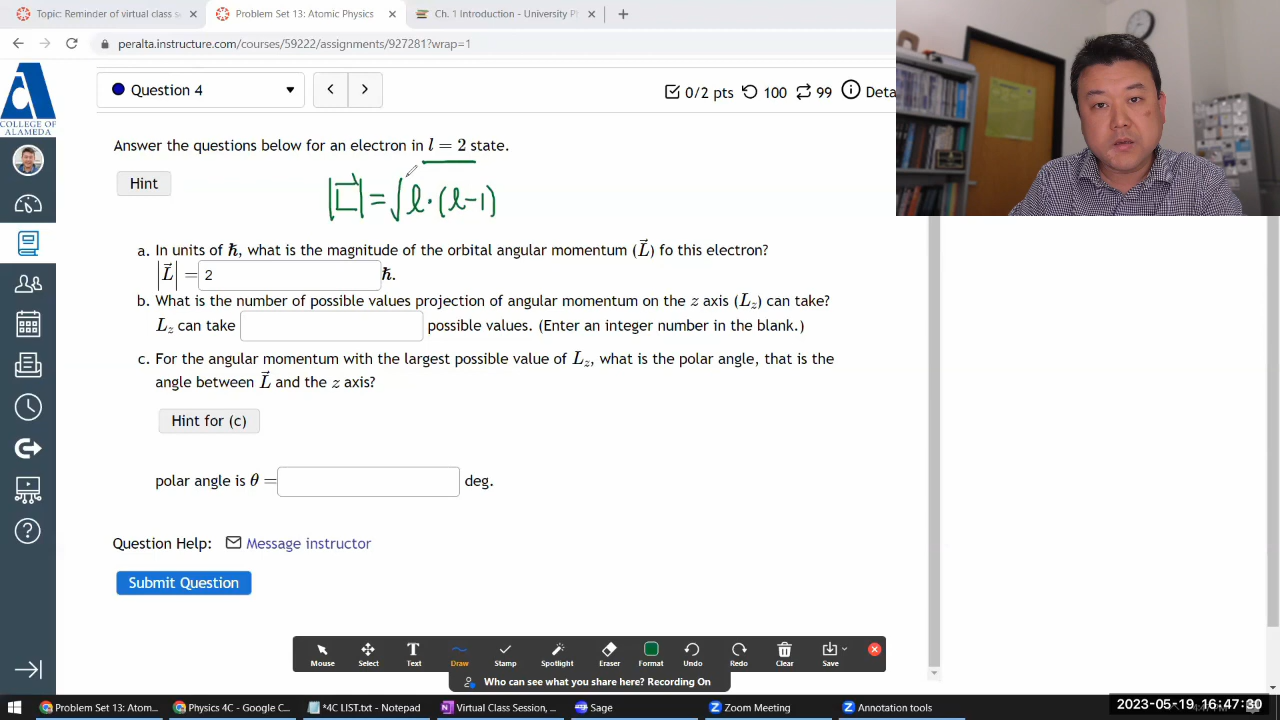 Topic: Reminder of virtual class s
Problem Set 13: Atomic Physics
Ch. 1 Introduction - University P
peralta.instructure.com/courses/59222/assignments/927281?wrap=1
COLLEGE OF
ALAMEDA
Question 4
0/2 pts 100 99 Deta
Answer the questions below for an electron in l = 2 state.
Hint
|L⃗| = √l·(l-1)
a. In units of ℏ, what is the magnitude of the orbital angular momentum (L⃗) fo this electron?
|L⃗| = 2 ℏ.
b. What is the number of possible values projection of angular momentum on the z axis (Lz) can take?
Lz can take possible values. (Enter an integer number in the blank.)
c. For the angular momentum with the largest possible value of Lz, what is the polar angle, that is the
angle between L⃗ and the z axis?
Hint for (c)
polar angle is θ = deg.
Question Help: Message instructor
Submit Question
Mouse Select Text Draw Stamp Spotlight Eraser Format Undo Redo Clear Save
Who can see what you share here? Recording On
Problem Set 13: Atom... Physics 4C - Google C... *4C LIST.txt - Notepad Virtual Class Session, ... Sage Zoom Meeting Annotation tools
2023-05-19 16:47:30